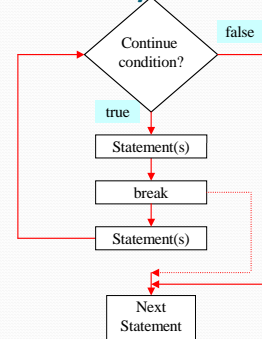 Continue
condition?
false
true
Statement(s)
break
Statement(s)
Next
Statement